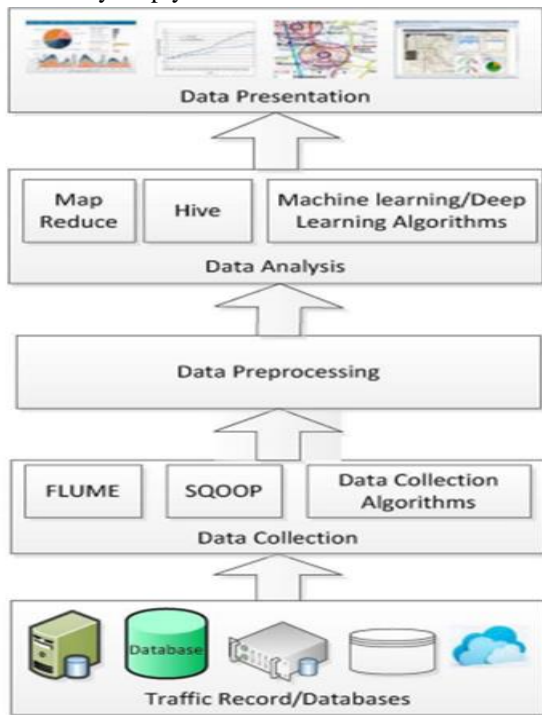 Data Presentation
Map
Reduce
Hive
Machine learning/Deep
Learning Algorithms
Data Analysis
Data Preprocessing
FLUME
SQOOP
Data Collection
Algorithms
Data Collection
Database
Traffic Record/Databases